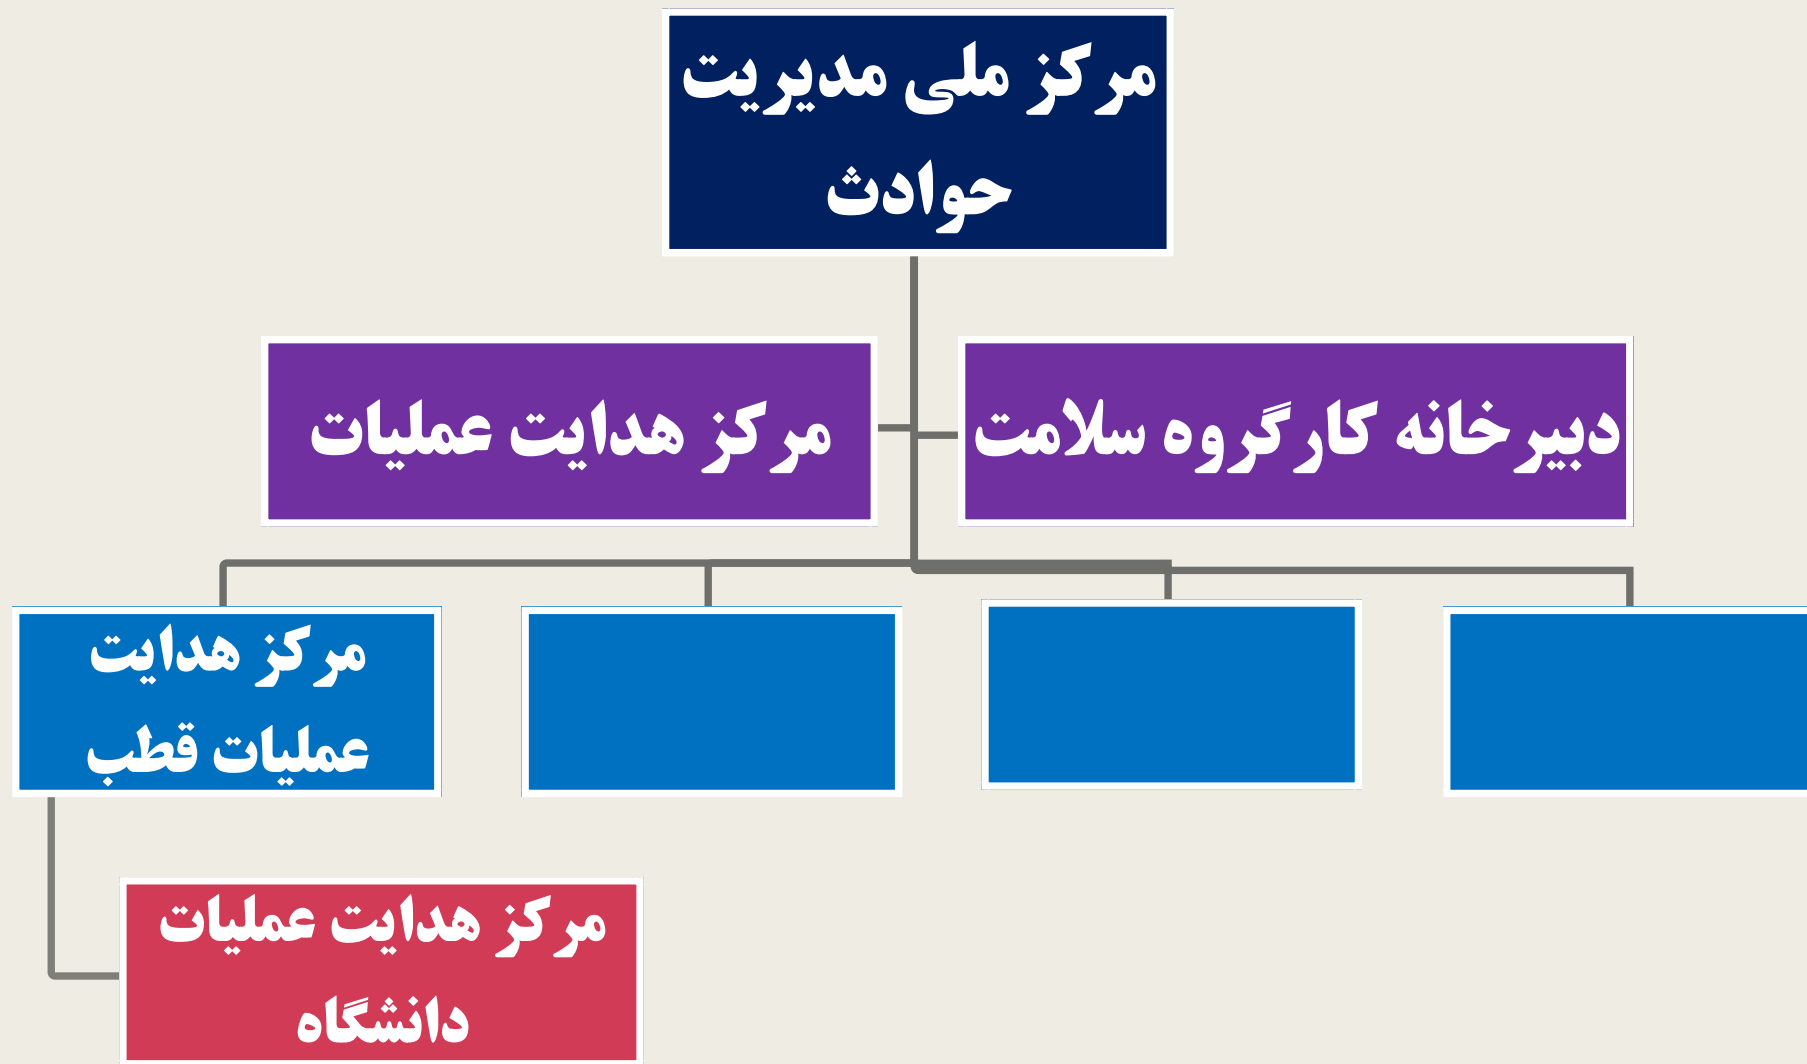 مرکز ملی مدیریت
حوادث
دبیرخانه کارگروه سلامت
مرکز هدایت عملیات
مرکز هدایت
عملیات قطب
مرکز هدایت عملیات
دانشگاه